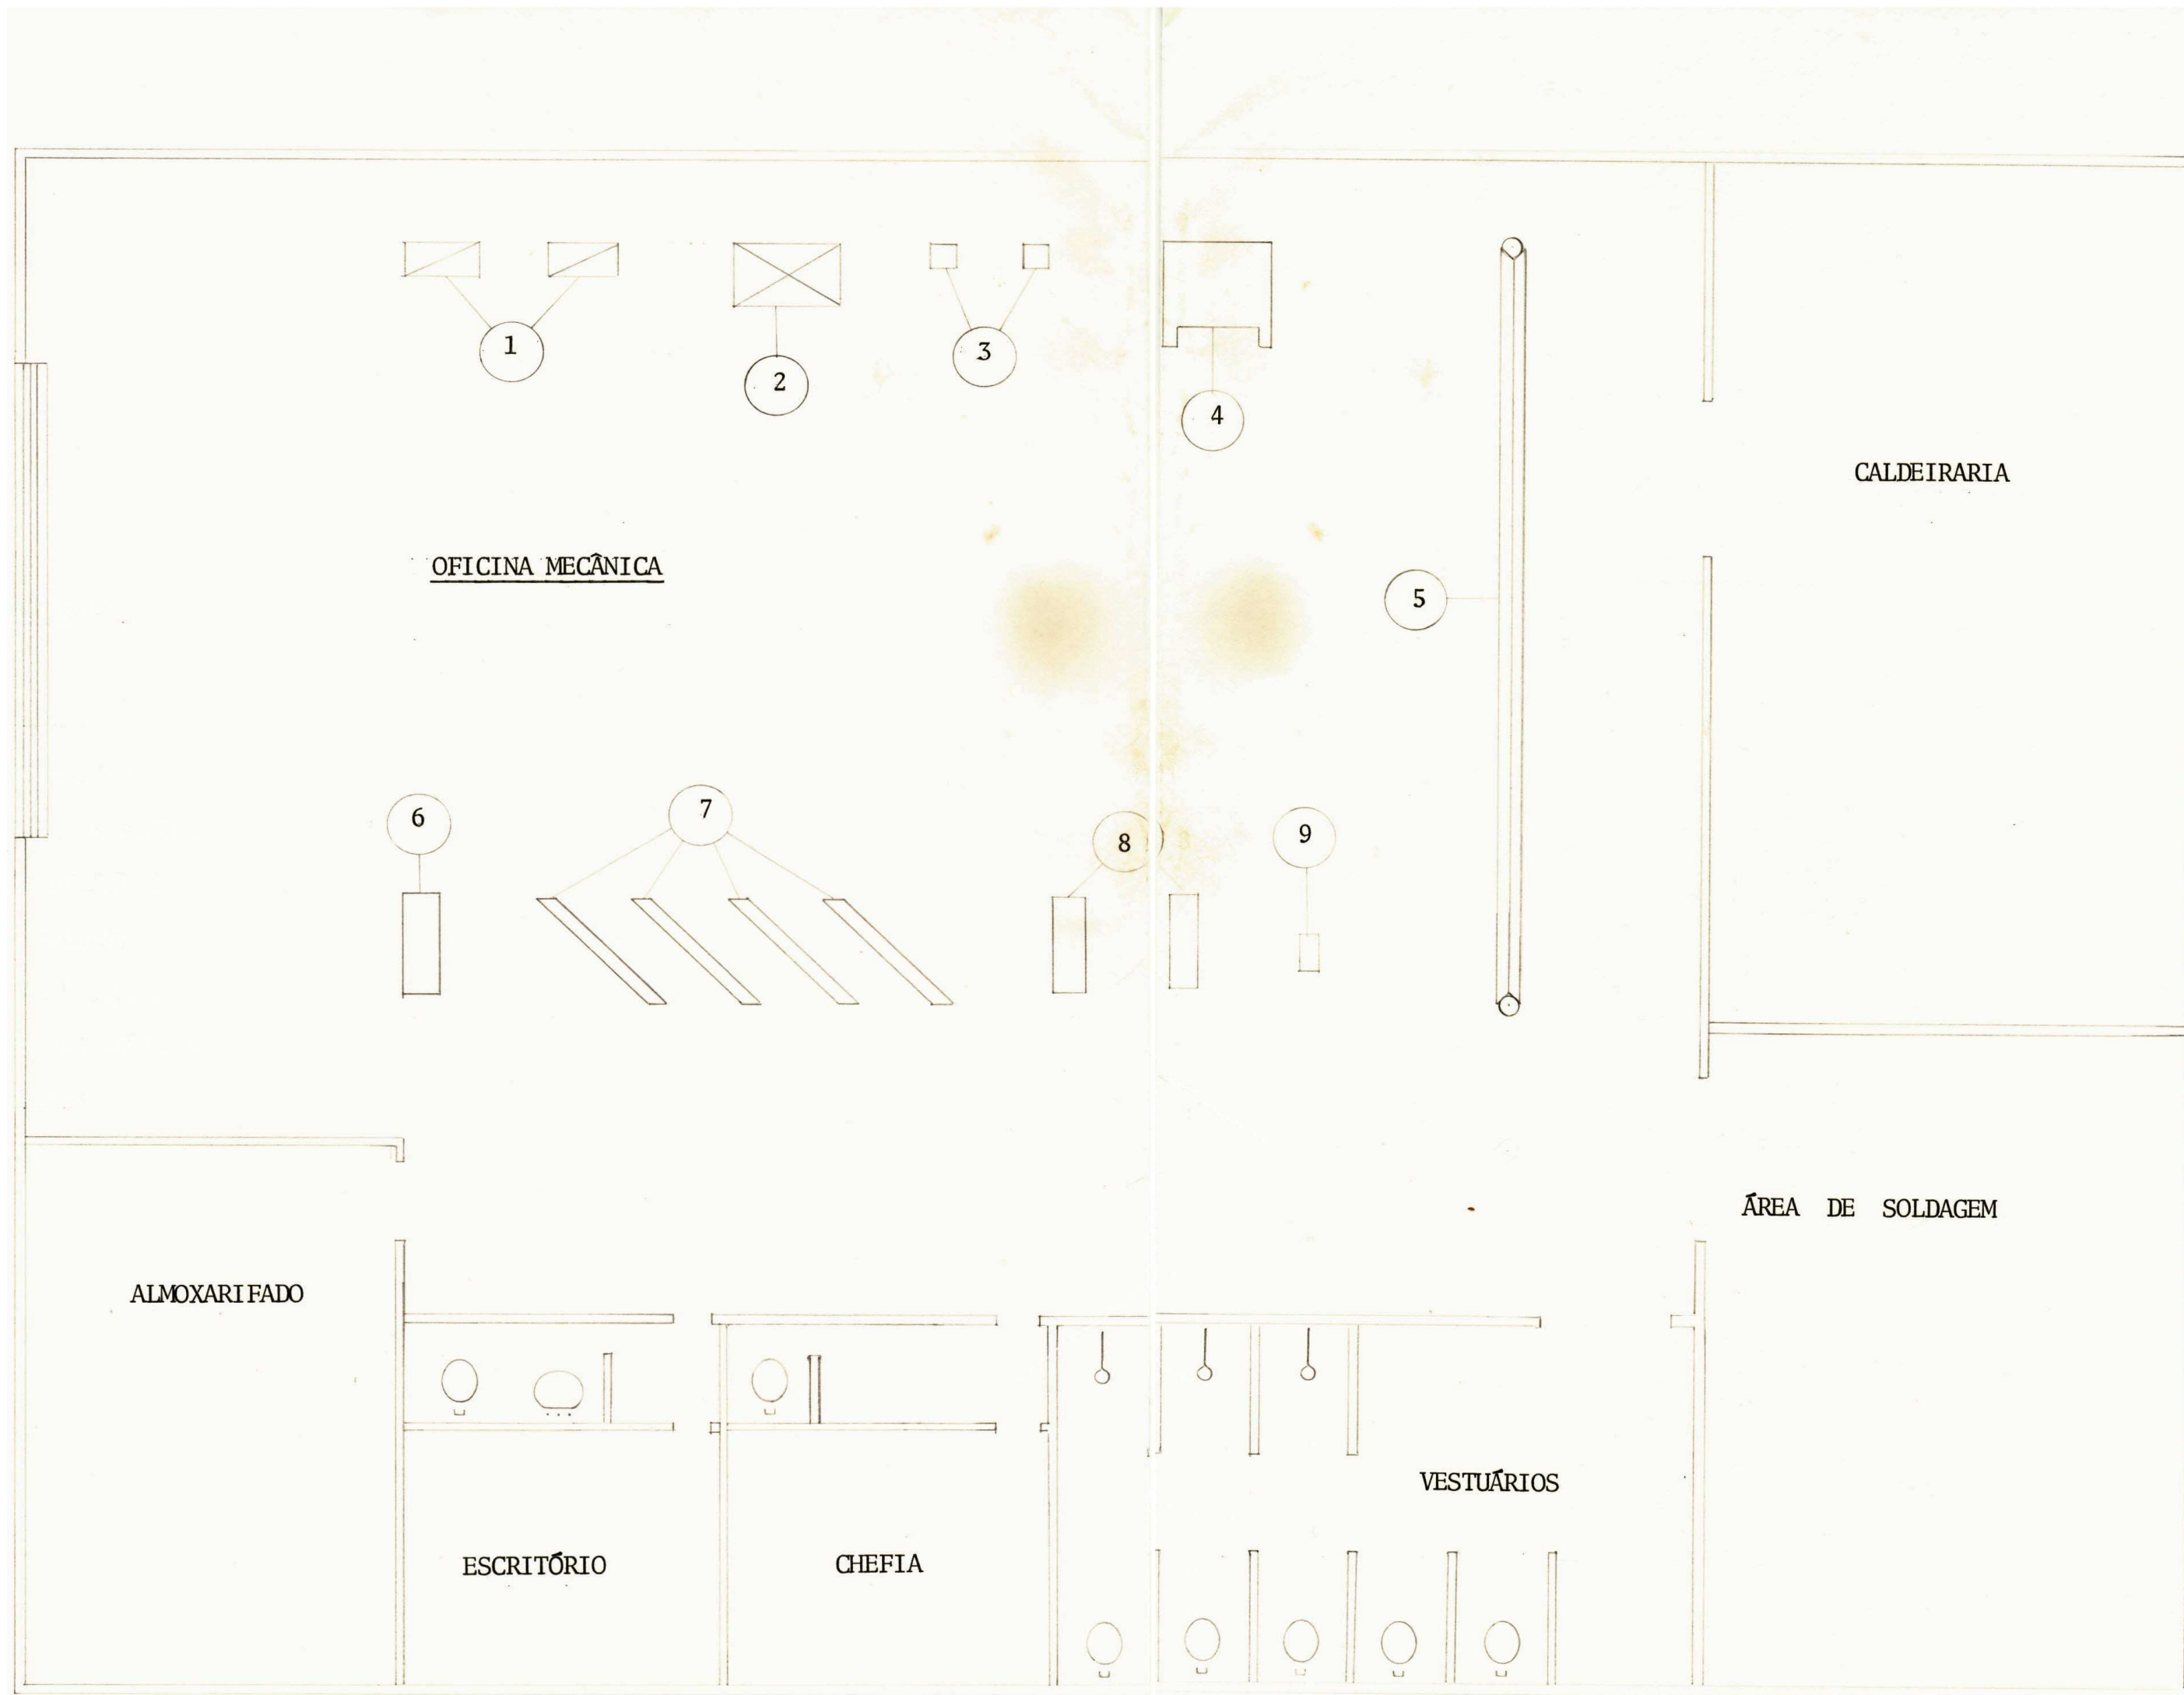 1
2
3
4
CALDEIRARIA
OFICINA MECÂNICA
5
6
7
8
9
ÁREA DE SOLDAGEM
ALMOXARIFADO
VESTUÁRIOS
ESCRITÓRIO
CHEFIA